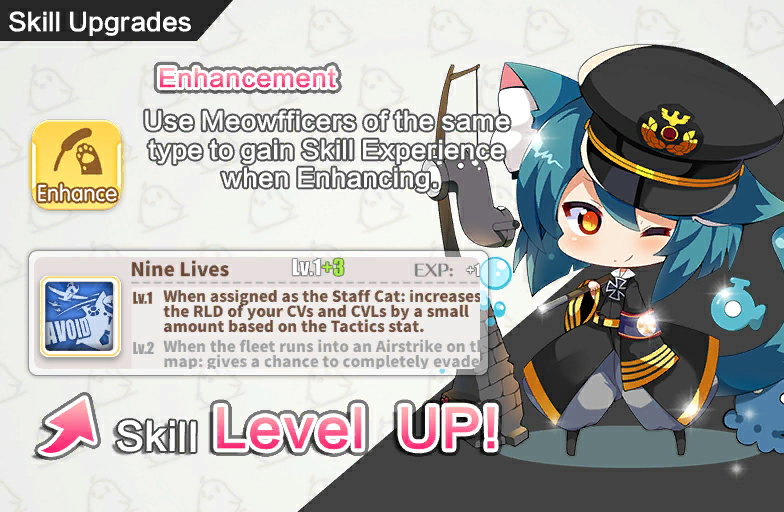 Skill Upgrades
Enhancement
Use Meowfficers of the same
type to gain Skill Experience
when Enhancing.
Enhance
Nine Lives Lv.1+3 EXP: +1
AVOID
Lv.1 When assigned as the Staff Cat: increases
the RLD of your CVs and CVLs by a small
amount based on the Tactics stat.
Lv.2 When the fleet runs into an Airstrike on
map: gives a chance to completely evade
Skill Level UP!